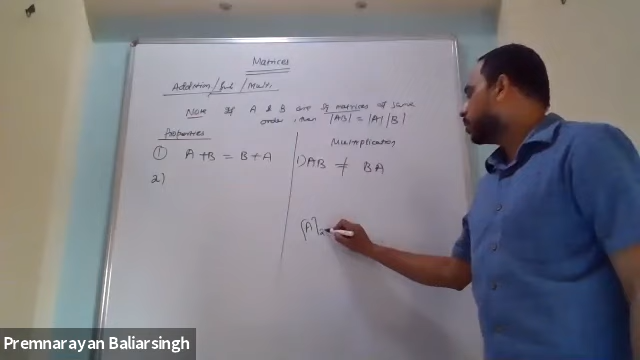 Matrices
Addition / Sub / Multi
Note If A & B are Sq matrices of same
order then |AB| = |A| |B|
Properties
① A + B = B + A
2)
Multiplication
1) AB ≠ BA
[A]
Premnarayan Baliarsingh